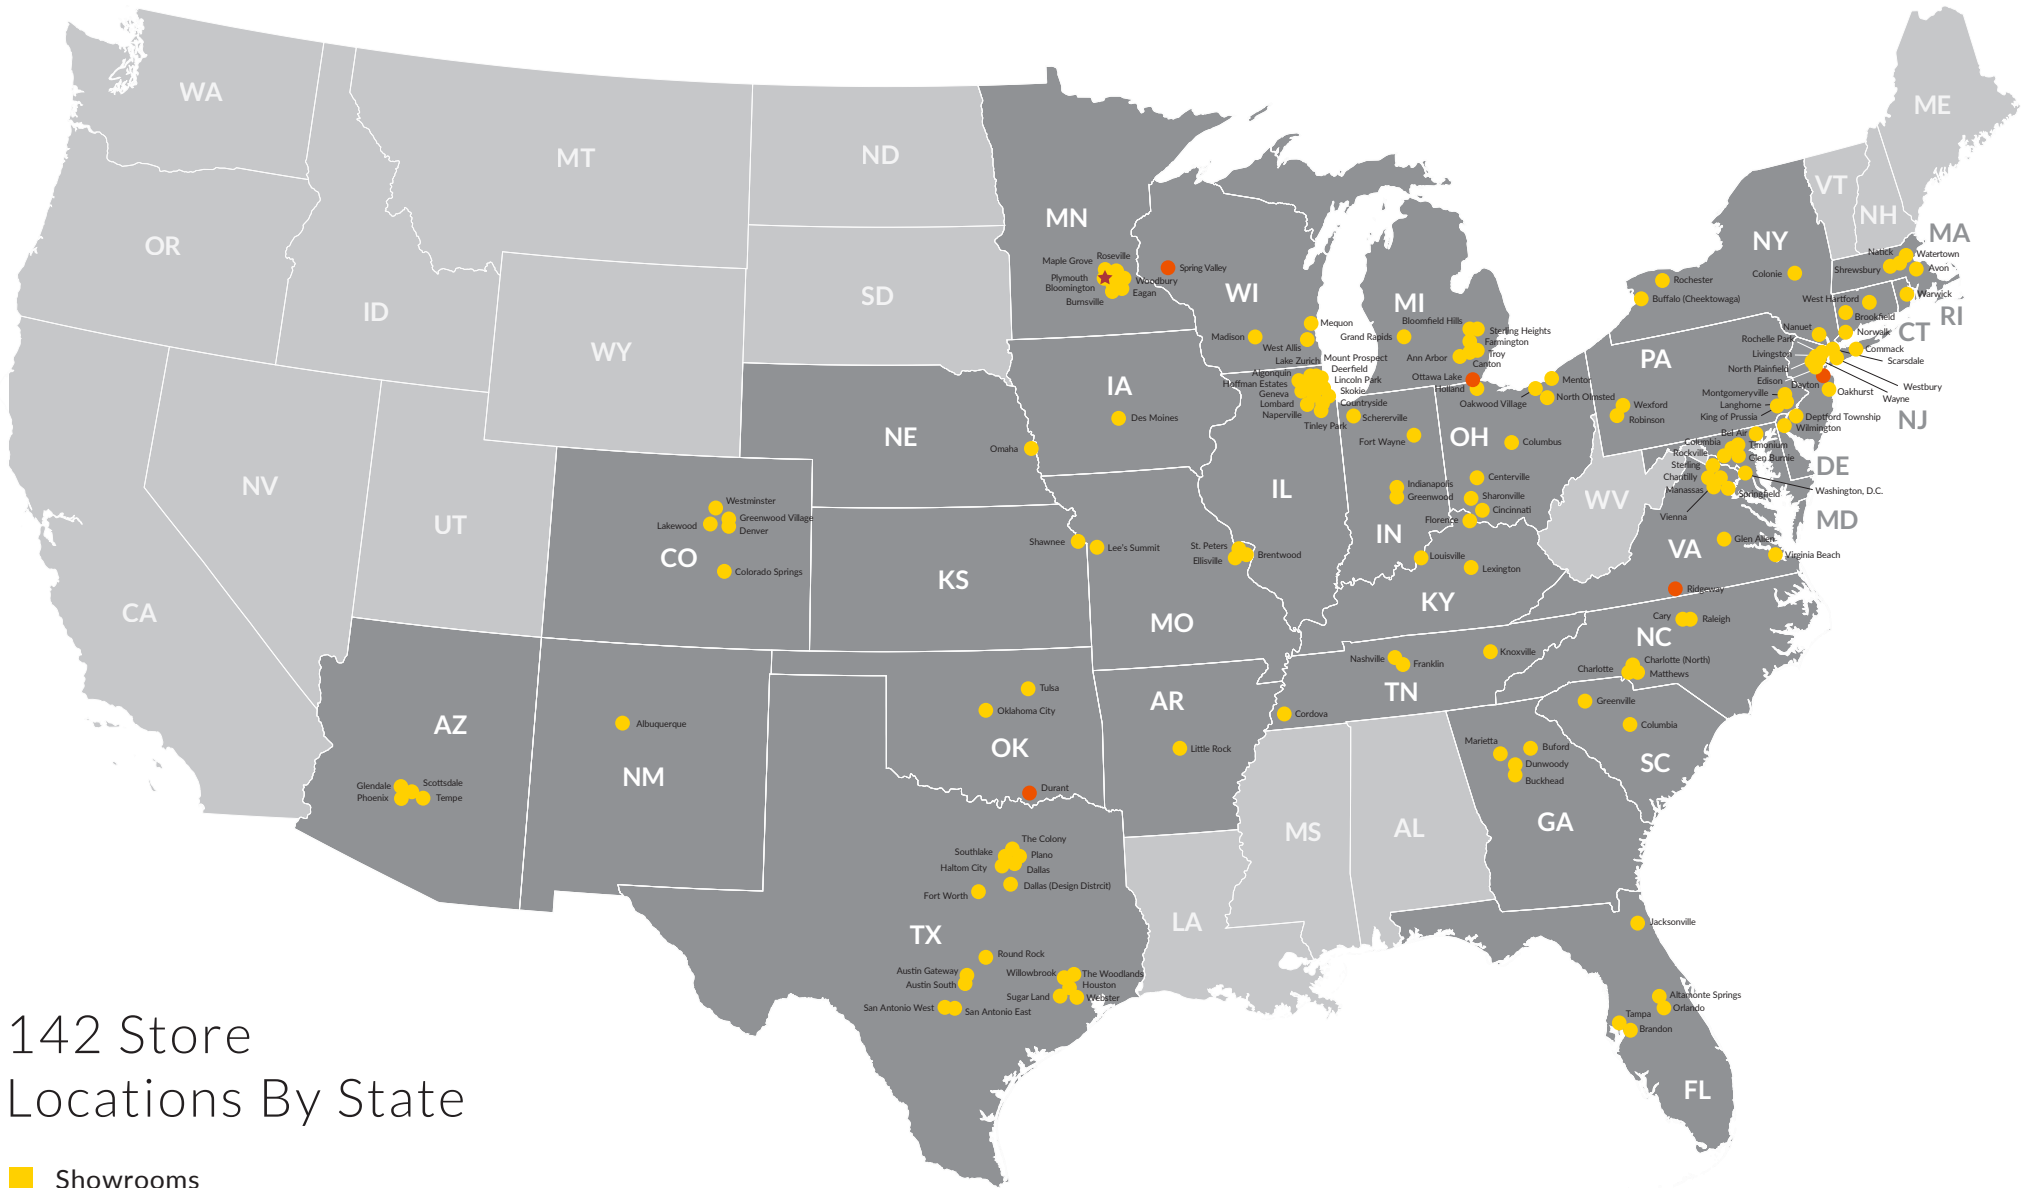 WA
MT
ND
ME
VT
NH
MN
OR
ID
SD
WY
WI
MI
NY
MA
RI
CT
NJ
DE
MD
PA
IA
NE
NV
UT
CO
KS
IL
IN
OH
WV
VA
CA
MO
KY
NC
TN
AZ
NM
OK
AR
SC
MS
AL
GA
LA
TX
FL
Maple Grove
Roseville
Plymouth
Bloomington
Woodbury
Eagan
Burnsville
Spring Valley
Madison
Mequon
West Allis
Lake Zurich
Mount Prospect
Deerfield
Algonquin
Lincoln Park
Hoffman Estates
Skokie
Geneva
Lombard
Countryside
Naperville
Tinley Park
Schererville
Fort Wayne
Indianapolis
Greenwood
Bloomfield Hills
Sterling Heights
Grand Rapids
Farmington
Troy
Ann Arbor
Canton
Ottawa Lake
Holland
Mentor
Oakwood Village
North Olmsted
Columbus
Centerville
Sharonville
Cincinnati
Florence
Louisville
Lexington
Rochester
Buffalo (Cheektowaga)
Colonie
Natick
Watertown
Shrewsbury
Avon
Warwick
West Hartford
Brookfield
Norwalk
Nanuet
Rochelle Park
Commack
Scarsdale
Livingston
North Plainfield
Edison
Westbury
Wayne
Dayton
Oakhurst
Montgomeryville
Langhorne
King of Prussia
Deptford Township
Wilmington
Wexford
Robinson
Bel Air
Columbia
Timonium
Rockville
Glen Burnie
Sterling
Chantilly
Washington, D.C.
Manassas
Springfield
Vienna
Glen Allen
Virginia Beach
Ridgeway
Cary
Raleigh
Charlotte (North)
Charlotte
Matthews
Greenville
Columbia
Nashville
Franklin
Knoxville
Cordova
Marietta
Buford
Dunwoody
Buckhead
Jacksonville
Altamonte Springs
Orlando
Tampa
Brandon
Des Moines
Omaha
Shawnee
Lee's Summit
St. Peters
Ellisville
Brentwood
Westminster
Greenwood Village
Lakewood
Denver
Colorado Springs
Albuquerque
Glendale
Scottsdale
Phoenix
Tempe
Tulsa
Oklahoma City
Durant
Little Rock
The Colony
Southlake
Plano
Haltom City
Dallas
Dallas (Design Distrcit)
Fort Worth
Round Rock
Austin Gateway
Austin South
San Antonio West
San Antonio East
Willowbrook
The Woodlands
Houston
Sugar Land
Webster
142 Store
Locations By State
Showrooms